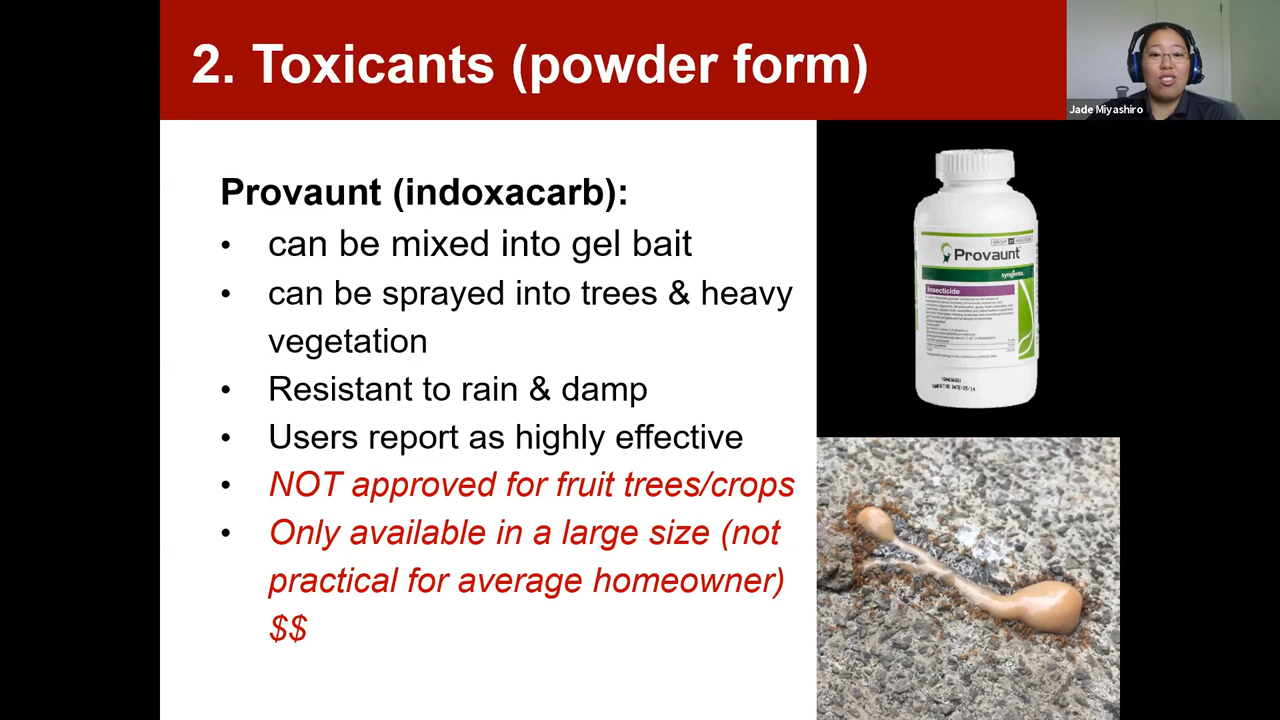 2. Toxicants (powder form)
Jade Miyashiro
Provaunt (indoxacarb):
• can be mixed into gel bait
• can be sprayed into trees & heavy
vegetation
• Resistant to rain & damp
• Users report as highly effective
• NOT approved for fruit trees/crops
• Only available in a large size (not
practical for average homeowner)
$$
Provaunt
syngenta
Insecticide